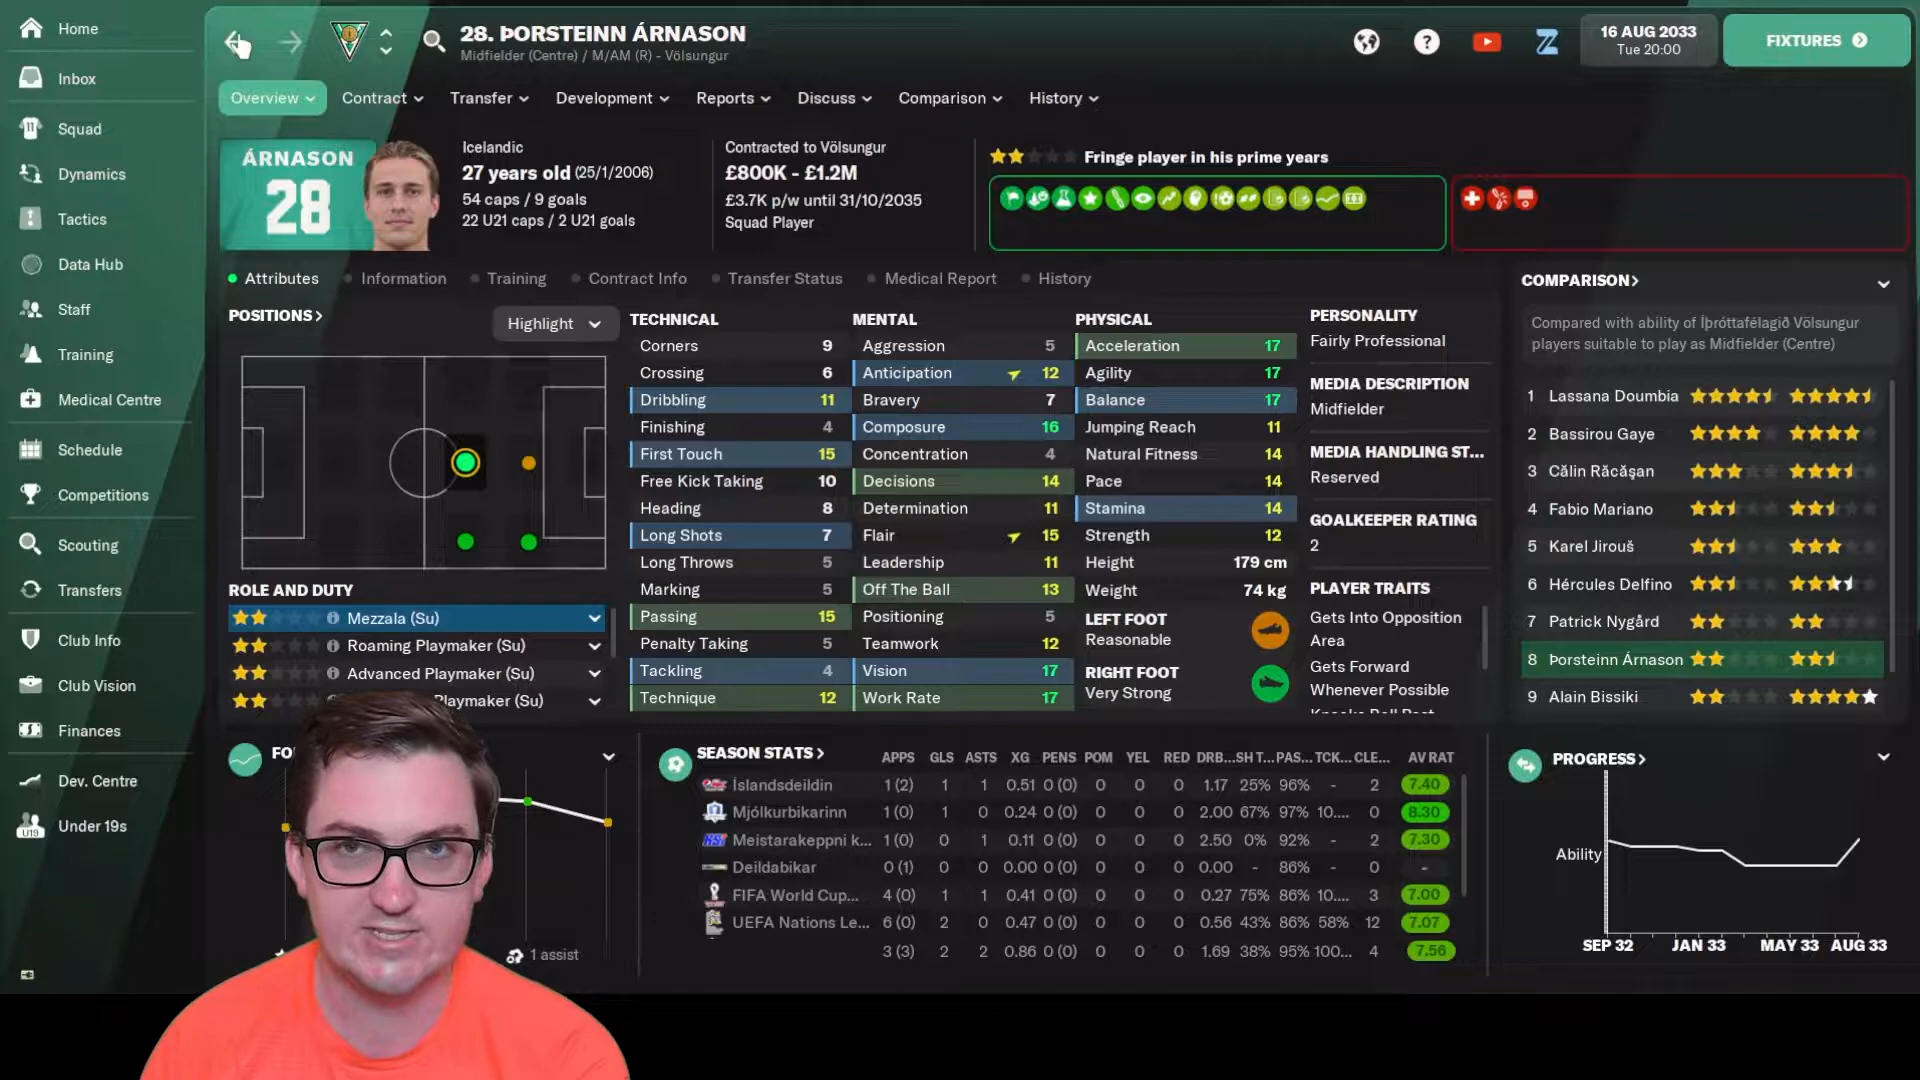 Home
Inbox
Squad
Dynamics
Tactics
Data Hub
Staff
Training
Medical Centre
Schedule
Competitions
Scouting
Transfers
Club Info
Club Vision
Finances
Dev. Centre
U19 Under 19s
28. ÞORSTEINN ÁRNASON
Midfielder (Centre) / M/AM (R) - Völsungur
16 AUG 2033
Tue 20:00
FIXTURES
Overview Contract Transfer Development Reports Discuss Comparison History
ÁRNASON
28
Icelandic
27 years old (25/1/2006)
54 caps / 9 goals
22 U21 caps / 2 U21 goals
Contracted to Völsungur
£800K - £1.2M
£3.7K p/w until 31/10/2035
Squad Player
Fringe player in his prime years
Attributes Information Training Contract Info Transfer Status Medical Report History
POSITIONS
Highlight
ROLE AND DUTY
Mezzala (Su)
Roaming Playmaker (Su)
Advanced Playmaker (Su)
laymaker (Su)
TECHNICAL
Corners 9
Crossing 6
Dribbling 11
Finishing 4
First Touch 15
Free Kick Taking 10
Heading 8
Long Shots 7
Long Throws 5
Marking 5
Passing 15
Penalty Taking 5
Tackling 4
Technique 12
MENTAL
Aggression 5
Anticipation 12
Bravery 7
Composure 16
Concentration 4
Decisions 14
Determination 11
Flair 15
Leadership 11
Off The Ball 13
Positioning 5
Teamwork 12
Vision 17
Work Rate 17
PHYSICAL
Acceleration 17
Agility 17
Balance 17
Jumping Reach 11
Natural Fitness 14
Pace 14
Stamina 14
Strength 12
Height 179 cm
Weight 74 kg
LEFT FOOT
Reasonable
RIGHT FOOT
Very Strong
PERSONALITY
Fairly Professional
MEDIA DESCRIPTION
Midfielder
MEDIA HANDLING ST...
Reserved
GOALKEEPER RATING
2
PLAYER TRAITS
Gets Into Opposition
Area
Gets Forward
Whenever Possible
COMPARISON
Compared with ability of Íþróttafélagið Völsungur
players suitable to play as Midfielder (Centre)
1 Lassana Doumbia
2 Bassirou Gaye
3 Călin Răcășan
4 Fabio Mariano
5 Karel Jirouš
6 Hércules Delfino
7 Patrick Nygård
8 Þorsteinn Árnason
9 Alain Bissiki
FO
1 assist
SEASON STATS APPS GLS ASTS XG PENS POM YEL RED DRB... SH T... PAS... TCK... CLE... AV RAT
Íslandsdeildin 1 (2) 1 1 0.51 0 (0) 0 0 0 1.17 25% 96% - 2 7.40
Mjólkurbikarinn 1 (0) 1 0 0.24 0 (0) 0 0 0 2.00 67% 97% 10.... 0 8.30
Meistarakeppni k... 1 (0) 0 1 0.11 0 (0) 0 0 0 2.50 0% 92% - 2 7.30
Deildabikar 0 (1) 0 0 0.00 0 (0) 0 0 0 0.00 - 86% - 0 -
FIFA World Cup... 4 (0) 1 1 0.41 0 (0) 0 0 0 0.27 75% 86% 10.... 3 7.00
UEFA Nations Le... 6 (0) 2 0 0.47 0 (0) 0 0 0 0.56 43% 86% 58% 12 7.07
3 (3) 2 2 0.86 0 (0) 0 0 0 1.69 38% 95% 100... 4 7.56
PROGRESS
Ability
SEP 32 JAN 33 MAY 33 AUG 33